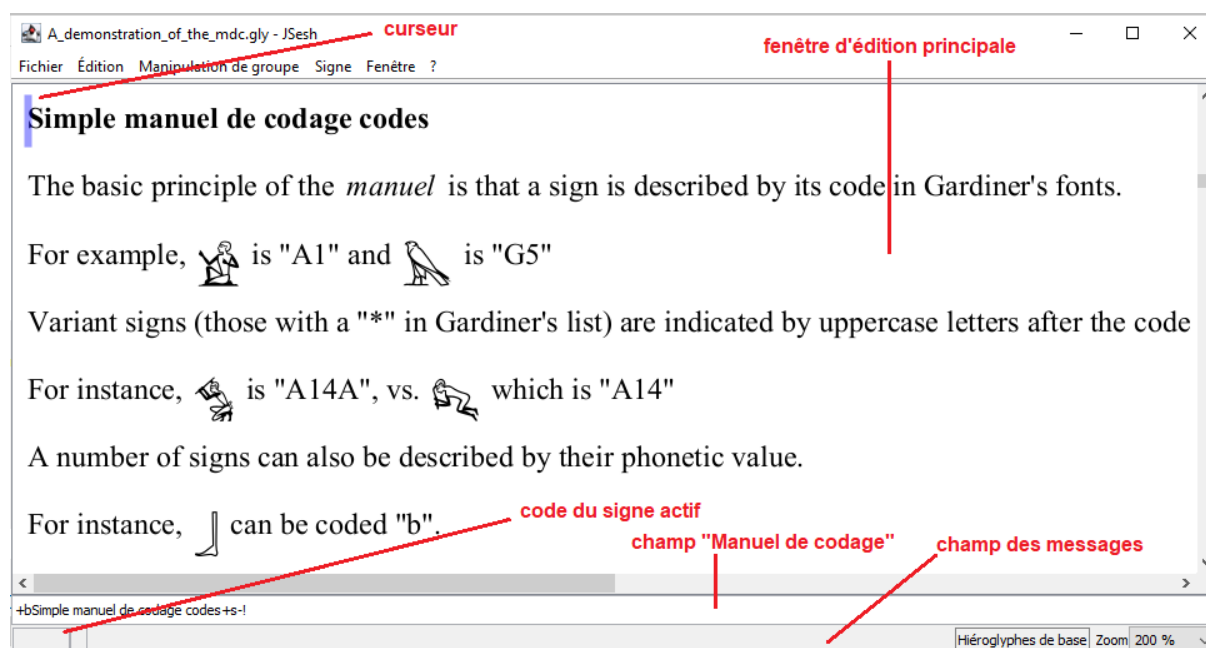 A_demonstration_of_the_mdc.gly - JSesh
curseur
fenêtre d'édition principale
Fichier Édition Manipulation de groupe Signe Fenêtre ?
Simple manuel de codage codes
The basic principle of the manuel is that a sign is described by its code in Gardiner's fonts.
For example, is "A1" and is "G5"
Variant signs (those with a "*" in Gardiner's list) are indicated by uppercase letters after the code
For instance, is "A14A", vs. which is "A14"
A number of signs can also be described by their phonetic value.
For instance, can be coded "b".
code du signe actif
champ "Manuel de codage"
champ des messages
+bSimple manuel de codage codes+s-!
Hiéroglyphes de base Zoom 200 %